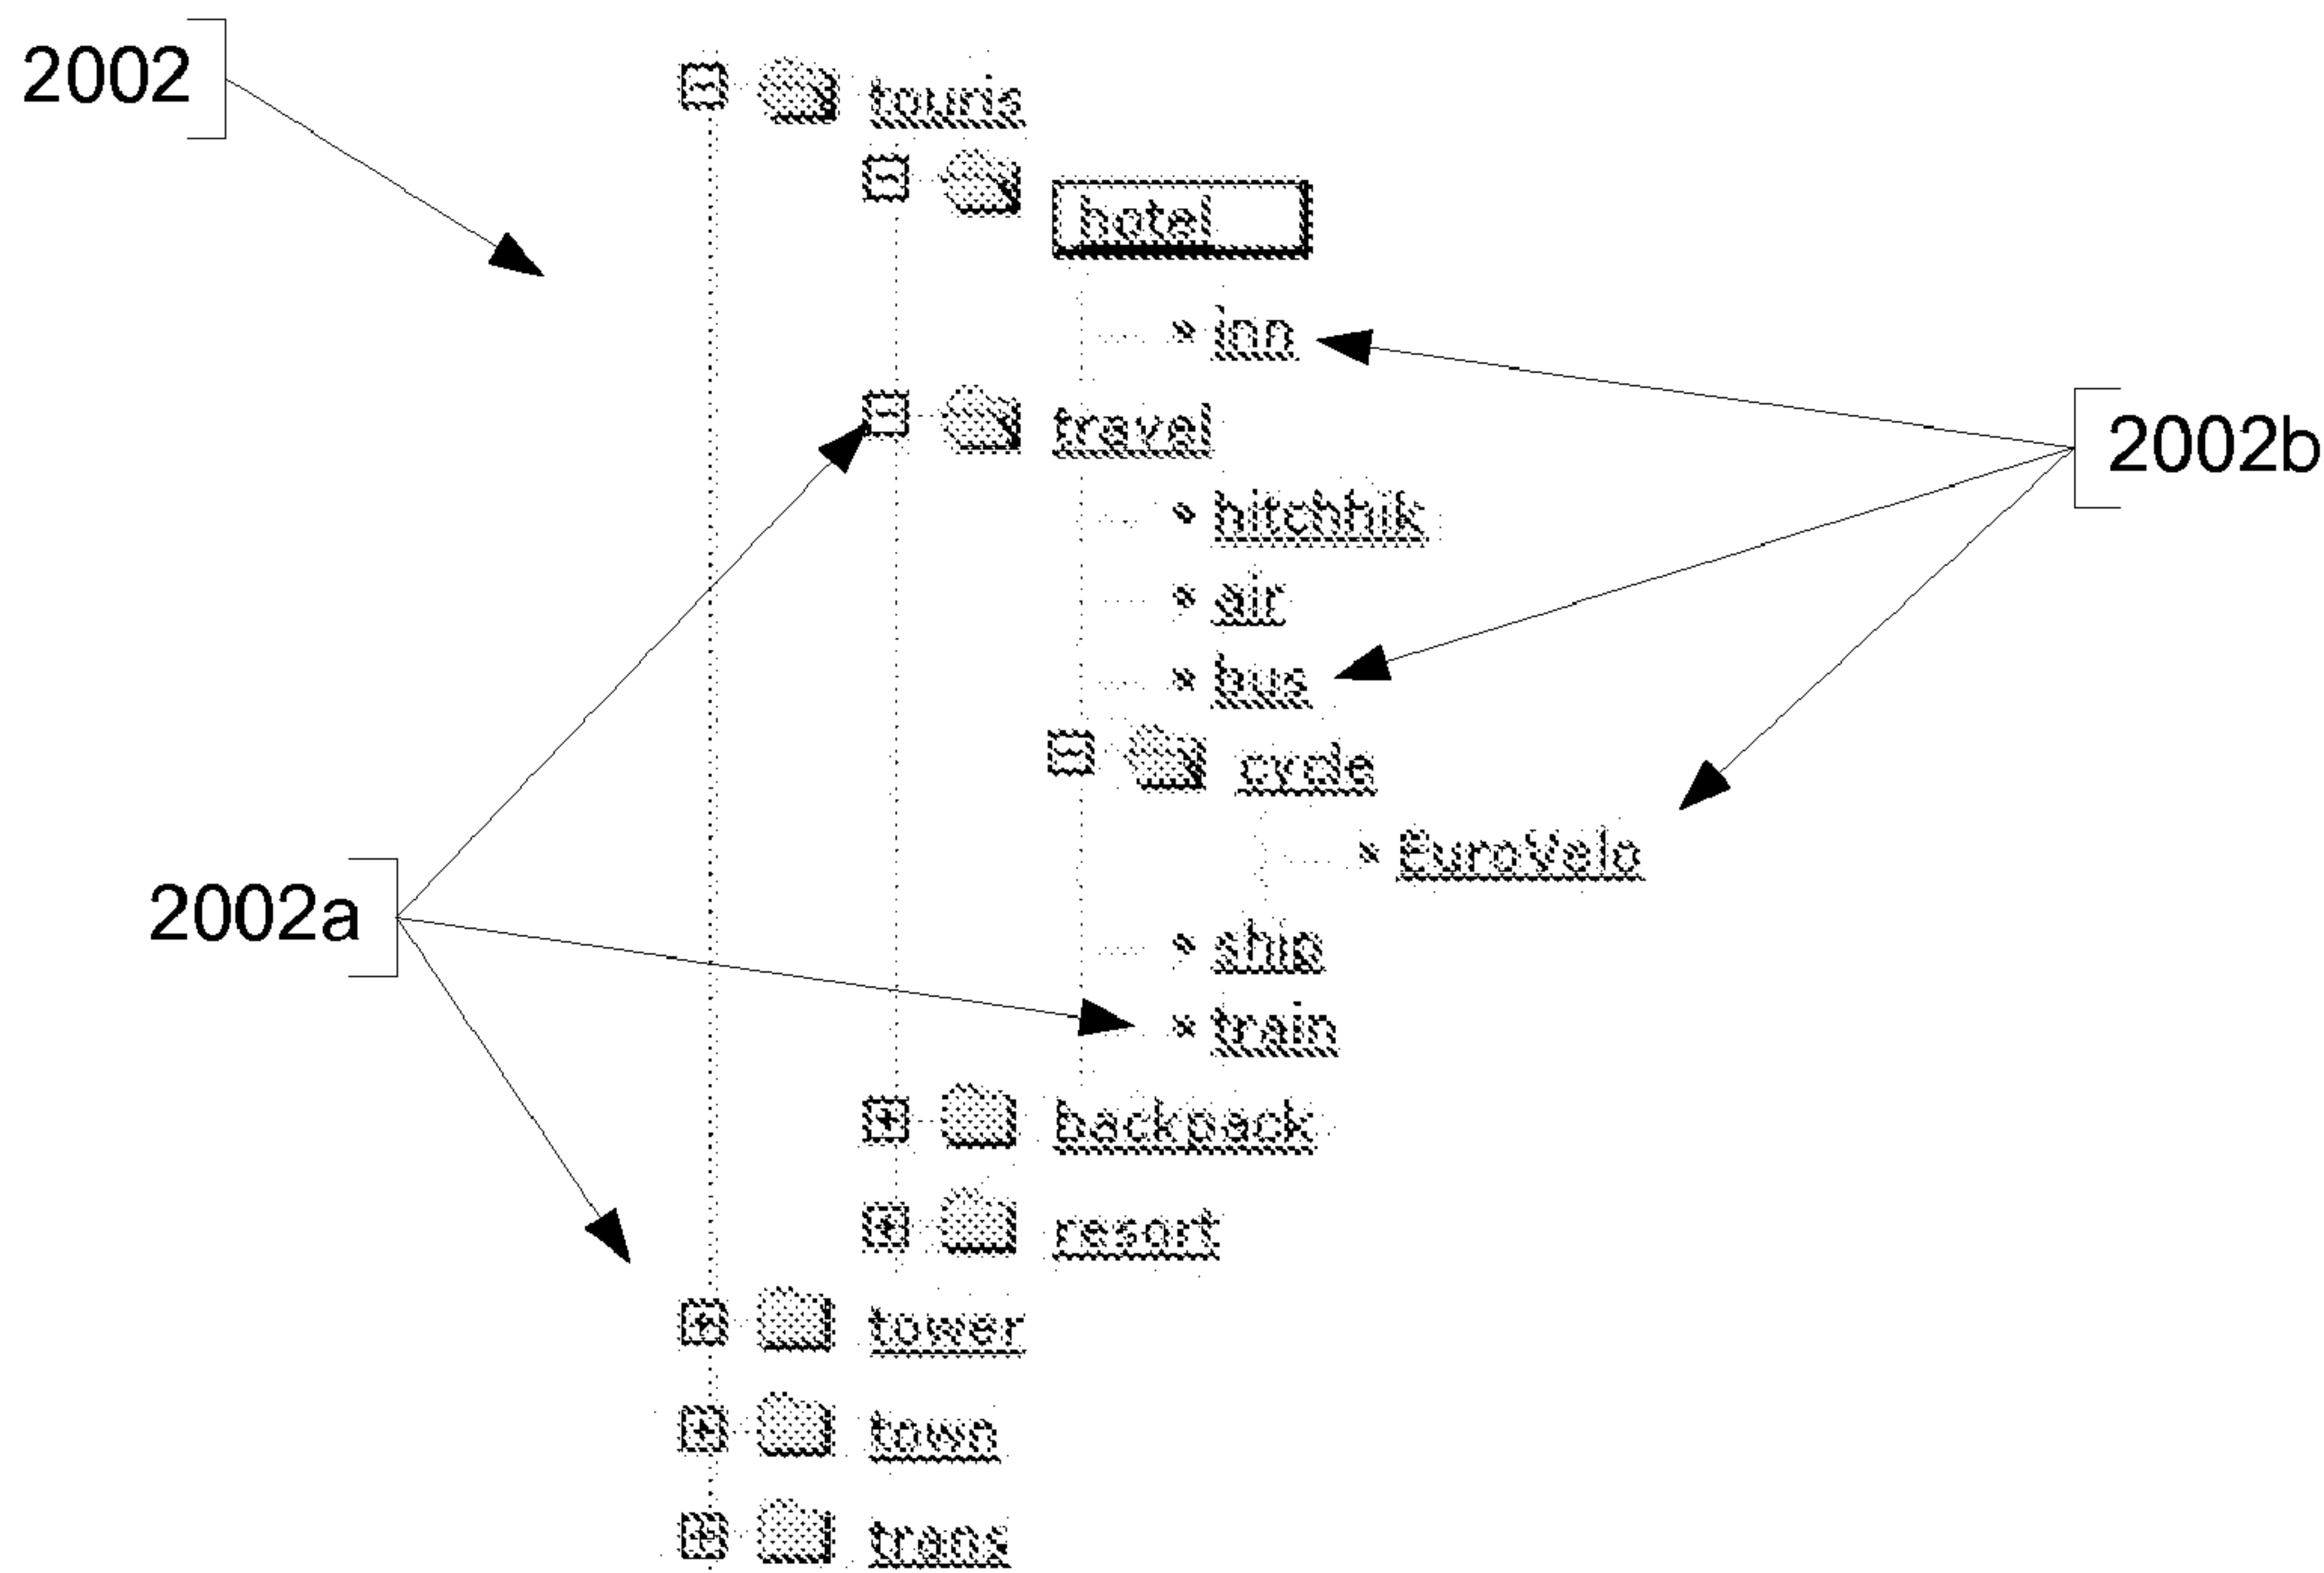 2002
touris
hotel
inn
travel
2002b
hitchhik
air
bus
cycle
EuroVelo
2002a
ship
train
backpack
resort
tower
town
trans